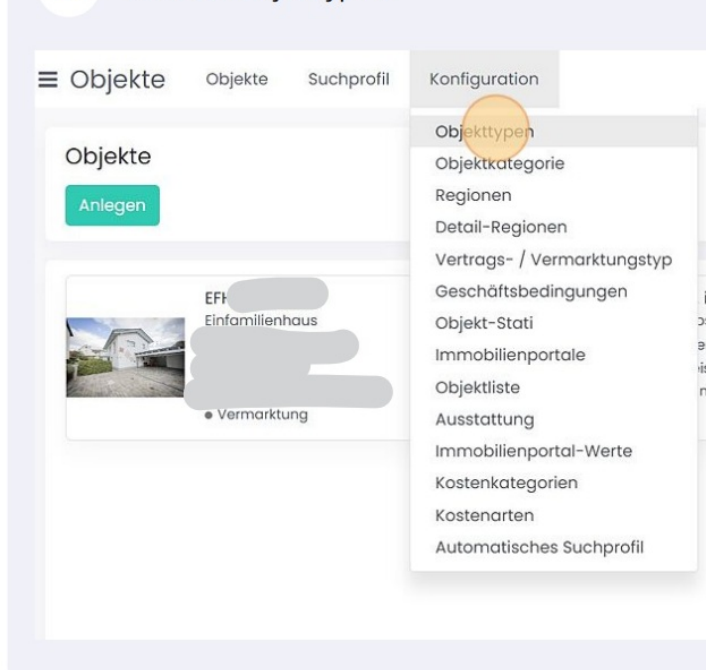 Objekte Objekte Suchprofil Konfiguration
Objekte
Anlegen
Objekttypen
Objektkategorie
Regionen
Detail-Regionen
Vertrags- / Vermarktungstyp
Geschäftsbedingungen
Objekt-Stati
Immobilienportale
Objektliste
Ausstattung
Immobilienportal-Werte
Kostenkategorien
Kostenarten
Automatisches Suchprofil
Einfamilienhaus
Vermarktung